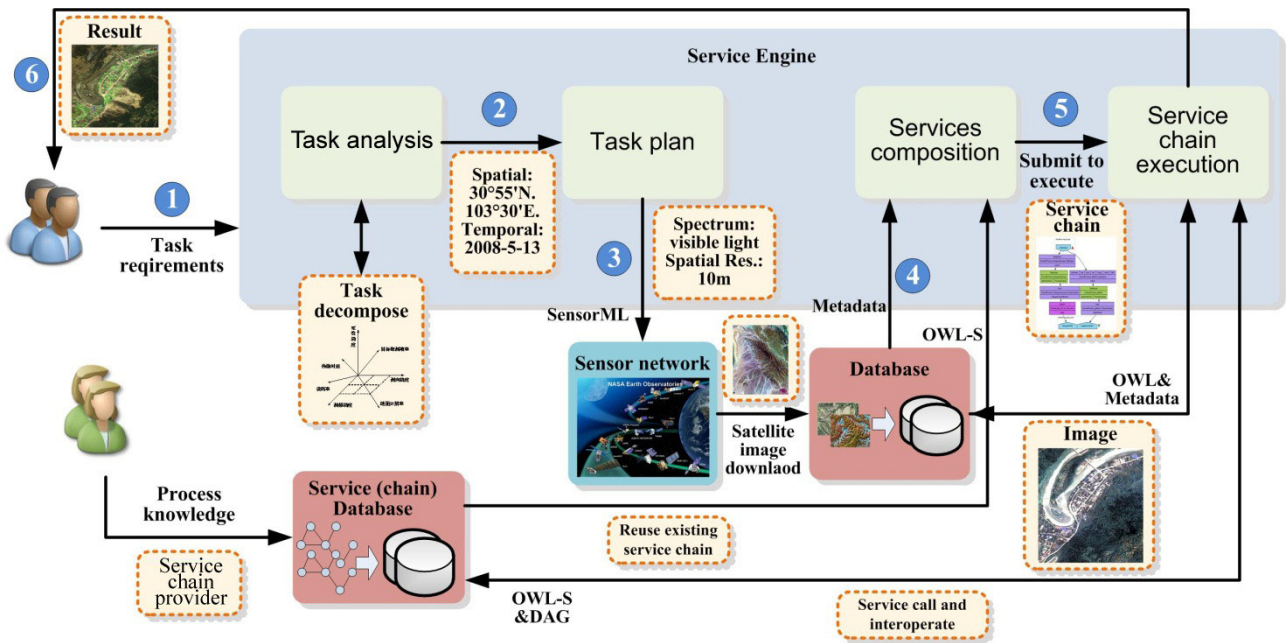 Result
6
Service Engine
1
Task
reqirements
Task analysis
2
Spatial:
30°55'N.
103°30'E.
Temporal:
2008-5-13
Task plan
Services
composition
5
Submit to
execute
Service
chain
execution
Task
decompose
3
SensorML
Spectrum:
visible light
Spatial Res.:
10m
4
Metadata
OWL-S
Service
chain
Sensor network
NASA Earth Observatories
Satellite
image
downlaod
Database
OWL&
Metadata
Image
Process
knowledge
Service
chain
provider
Service (chain)
Database
Reuse existing
service chain
OWL-S
&DAG
Service call and
interoperate